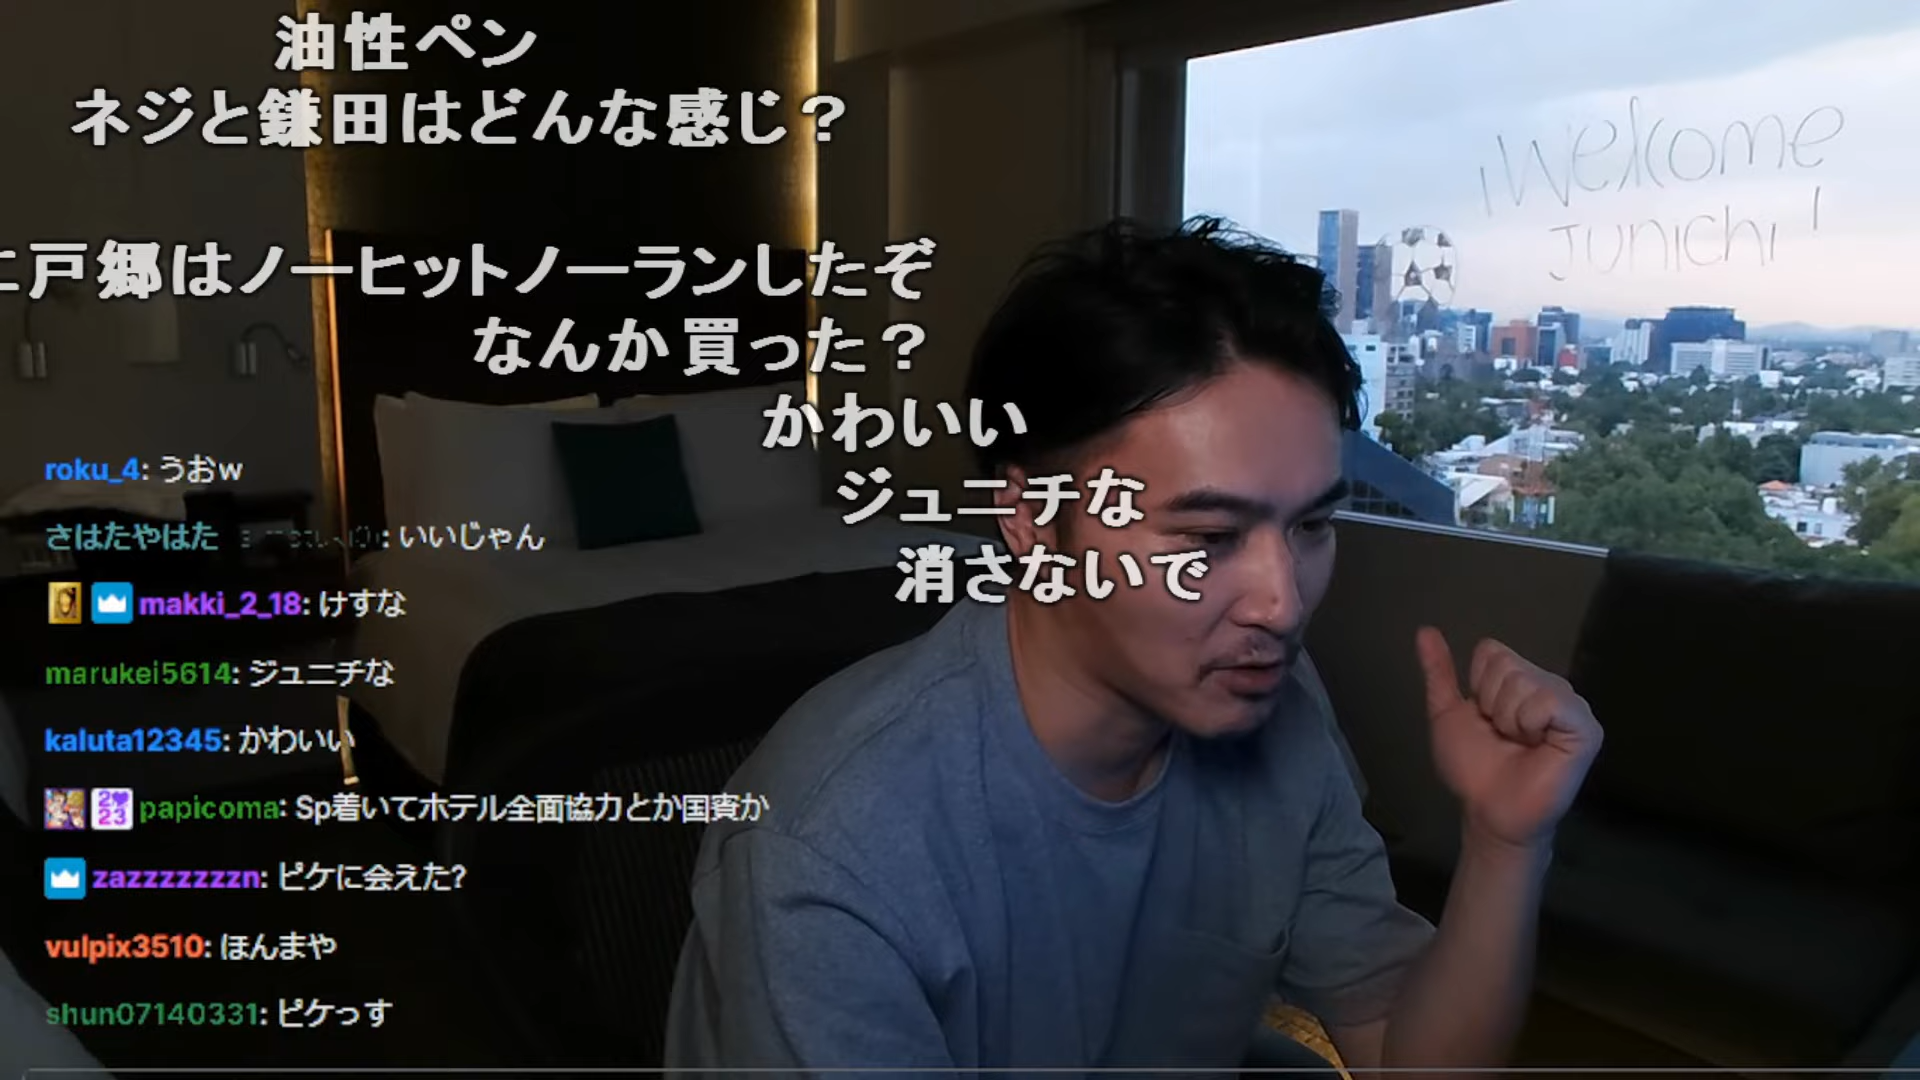 油性ペン
ネジと鎌田はどんな感じ？
二戸郷はノーヒットノーランしたぞ
なんか買った？
かわいい
ジュニチな
消さないで
¡Welcome
JUNICHI!
roku_4: うおw
さはたやはた : いいじゃん
makki_2_18: けすな
marukei5614: ジュニチな
kaluta12345: かわいい
2 23 papicoma: Sp着いてホテル全面協力とか国賓か
zazzzzzzzn: ピケに会えた?
vulpix3510: ほんまや
shun07140331: ピケっす